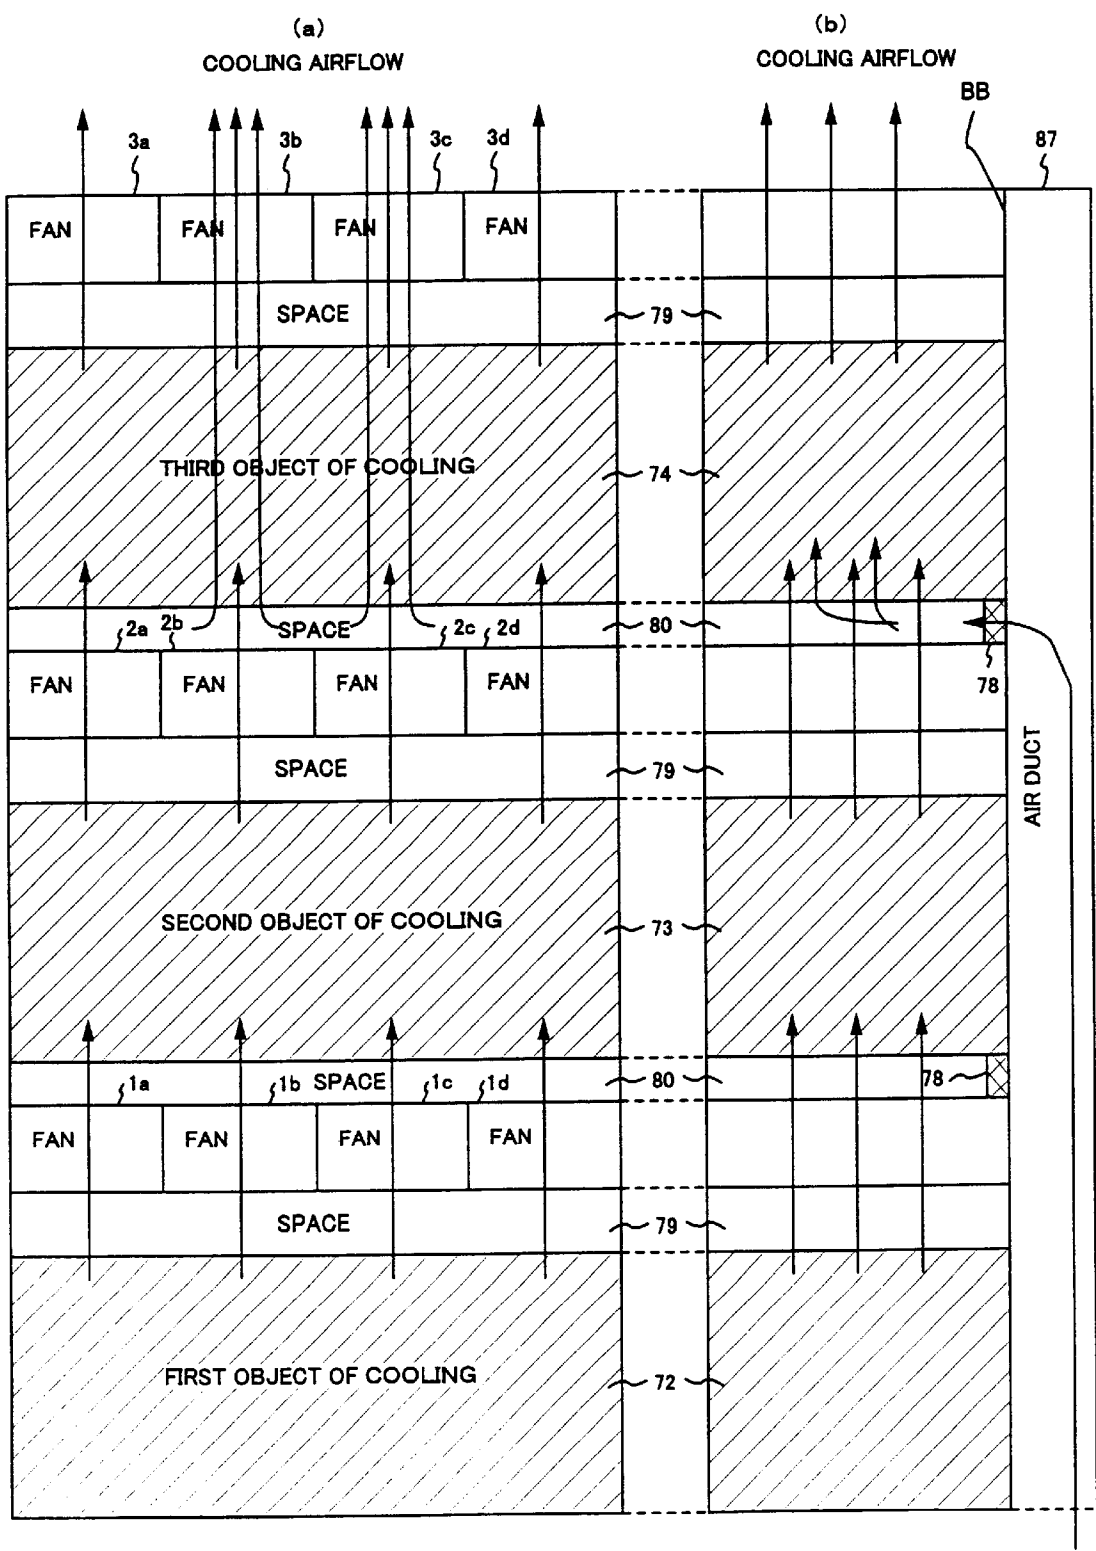 (a) (b)
COOLING AIRFLOW COOLING AIRFLOW
BB
3a 3b 3c 3d 87
FAN FAN FAN FAN
SPACE 79
THIRD OBJECT OF COOLING 74
2a 2b SPACE 2c 2d 80
FAN FAN FAN FAN 78
SPACE 79
AIR DUCT
SECOND OBJECT OF COOLING 73
1a 1b SPACE 1c 1d 80 78
FAN FAN FAN FAN
SPACE 79
FIRST OBJECT OF COOLING 72